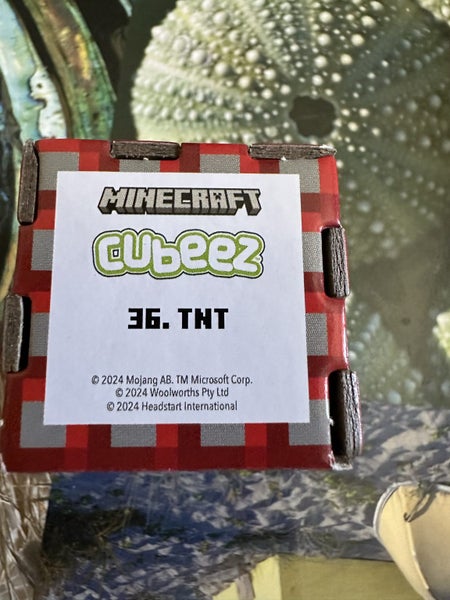 MINECRAFT
CUbeez
36. TNT
© 2024 Mojang AB. TM Microsoft Corp.
© 2024 Woolworths Pty Ltd
© 2024 Headstart International